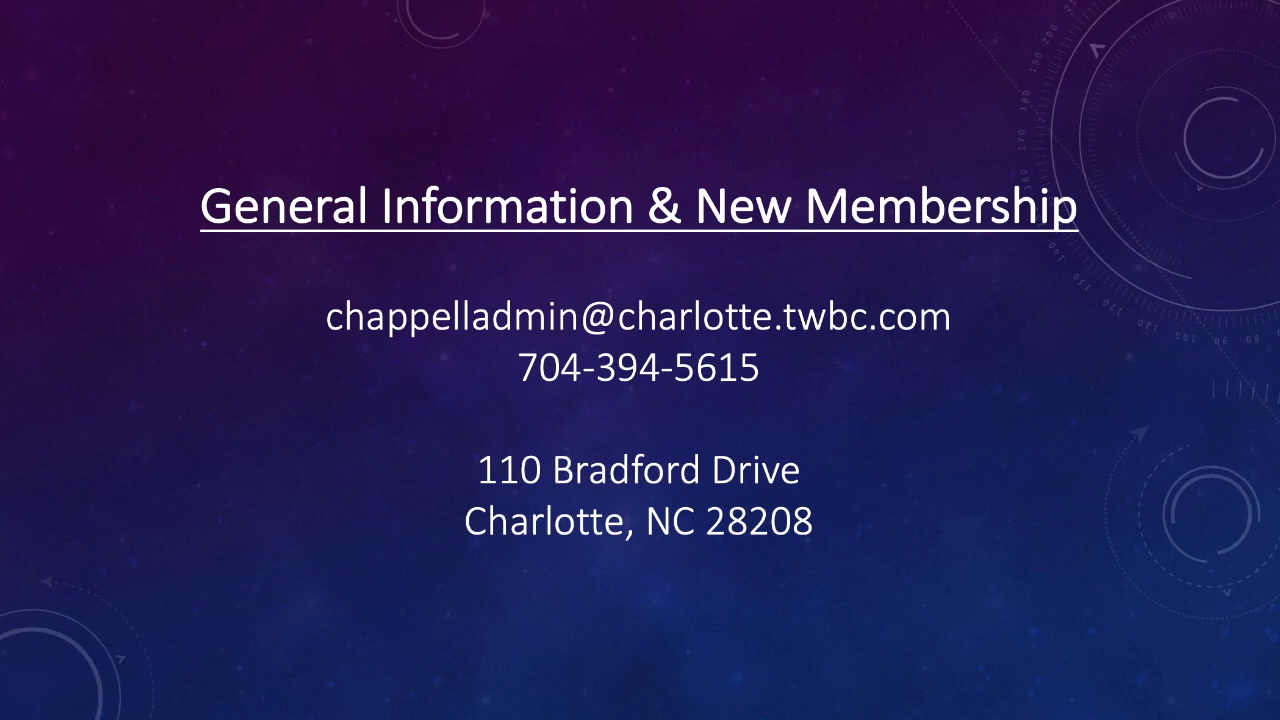 General Information & New Membership
chappelladmin@charlotte.twbc.com
704-394-5615
110 Bradford Drive
Charlotte, NC 28208